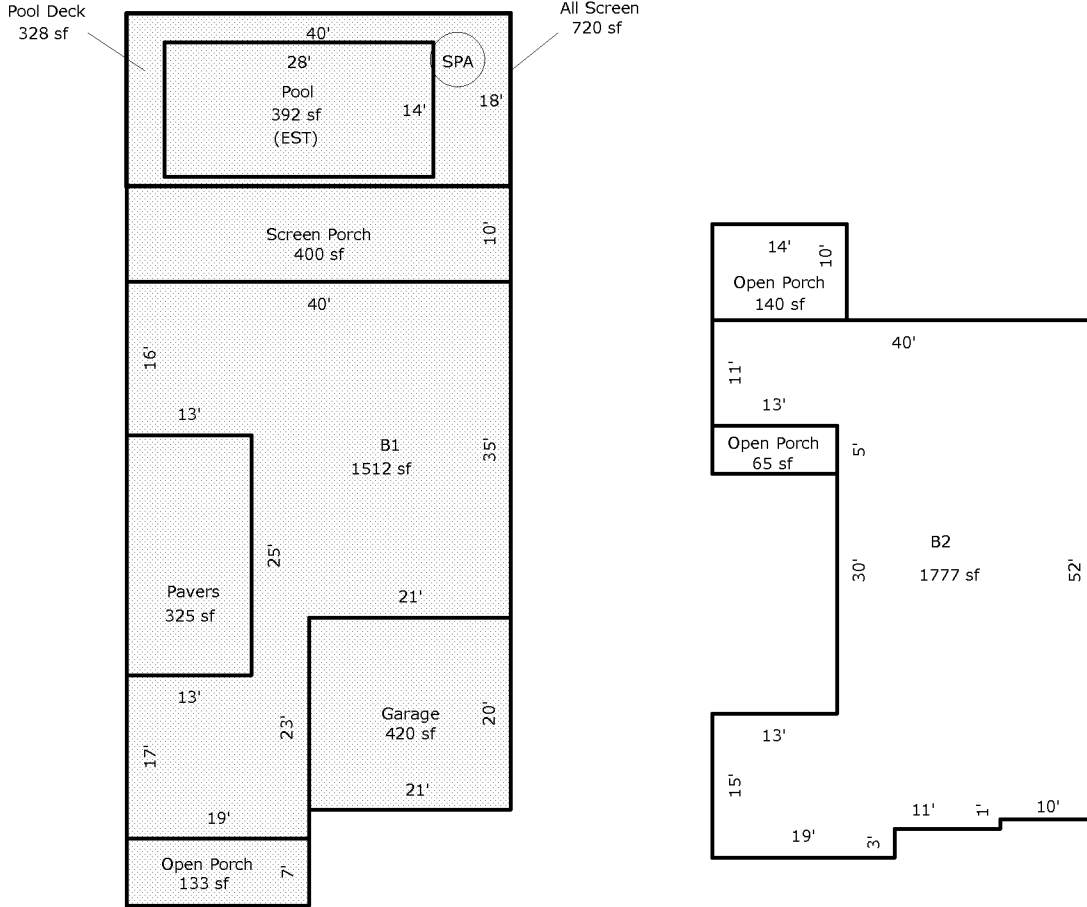 Pool Deck
328 sf
All Screen
720 sf
40'
28'
SPA
Pool
392 sf
(EST)
14'
18'
Screen Porch
400 sf
10'
40'
16'
13'
B1
1512 sf
35'
25'
Pavers
325 sf
21'
13'
23'
17'
Garage
420 sf
20'
21'
19'
Open Porch
133 sf
7'
14'
10'
Open Porch
140 sf
40'
11'
13'
Open Porch
65 sf
5'
B2
1777 sf
30'
52'
13'
15'
11'
1'
10'
19'
3'